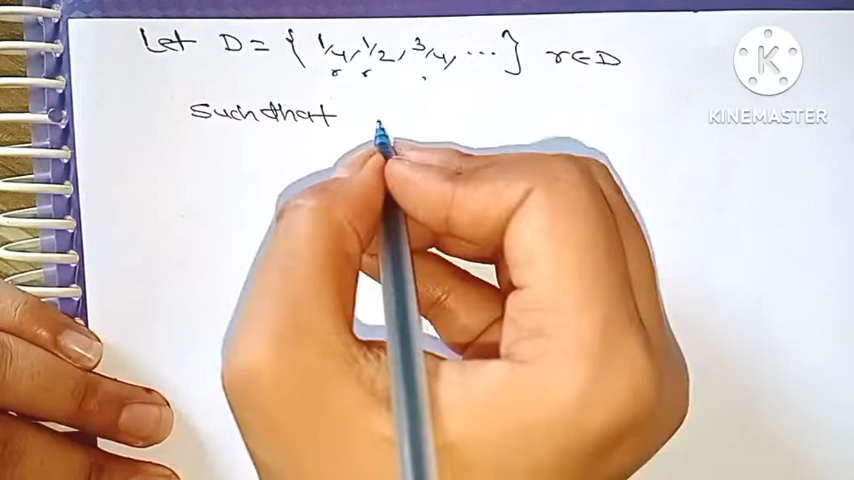 Let D = { 1/4, 1/2, 3/4, ... } r∈D
r r
Such that
K
KINEMASTER